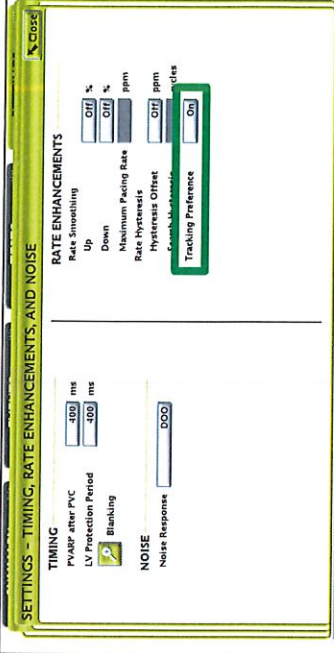 SETTINGS - TIMING, RATE ENHANCEMENTS, AND NOISE
Close
TIMING
PVARP after PVC 400 ms
LV Protection Period 400 ms
Blanking
NOISE
Noise Response DOO
RATE ENHANCEMENTS
Rate Smoothing
Up Off %
Down Off %
Maximum Pacing Rate ppm
Rate Hysteresis
Hysteresis Offset Off ppm
Search Hysteresis
Tracking Preference On